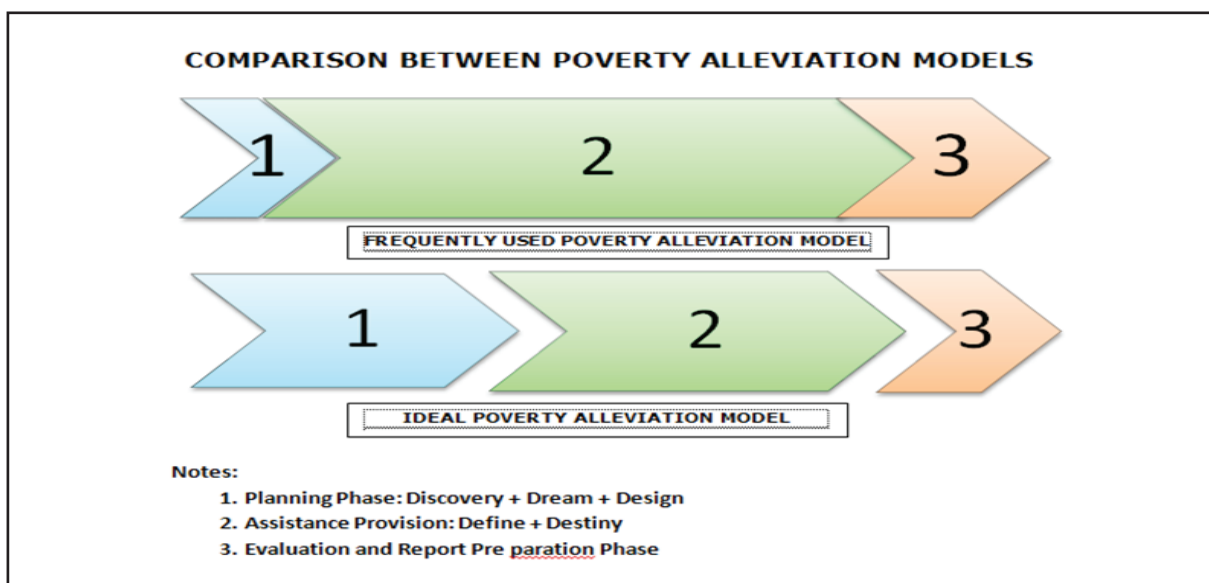 COMPARISON BETWEEN POVERTY ALLEVIATION MODELS
1 2 3
FREQUENTLY USED POVERTY ALLEVIATION MODEL
1 2 3
IDEAL POVERTY ALLEVIATION MODEL
Notes:
1. Planning Phase: Discovery + Dream + Design
2. Assistance Provision: Define + Destiny
3. Evaluation and Report Pre paration Phase